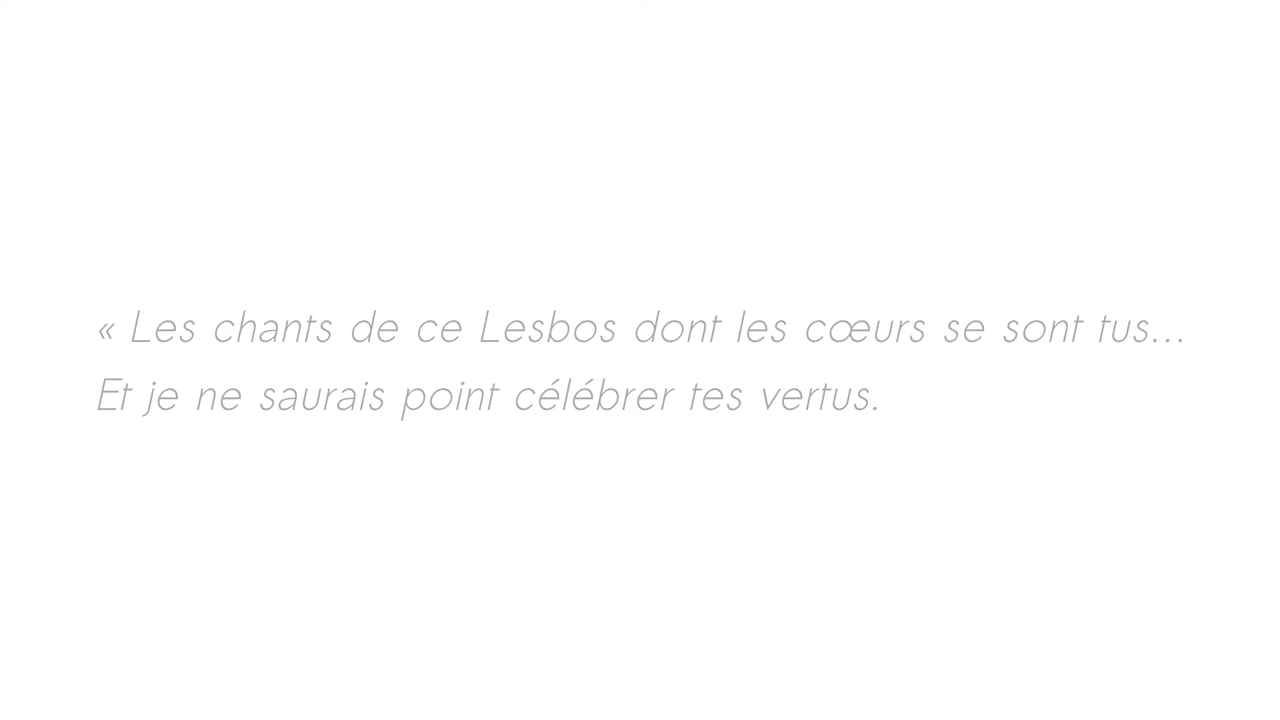 « Les chants de ce Lesbos dont les cœurs se sont tus...
Et je ne saurais point célébrer tes vertus.